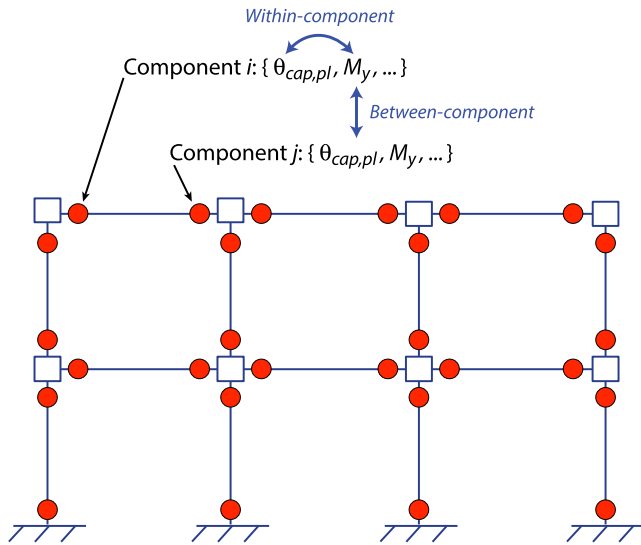 Within-component
Component i: { θcap,pl, My, ... }
Between-component
Component j: { θcap,pl, My, ... }